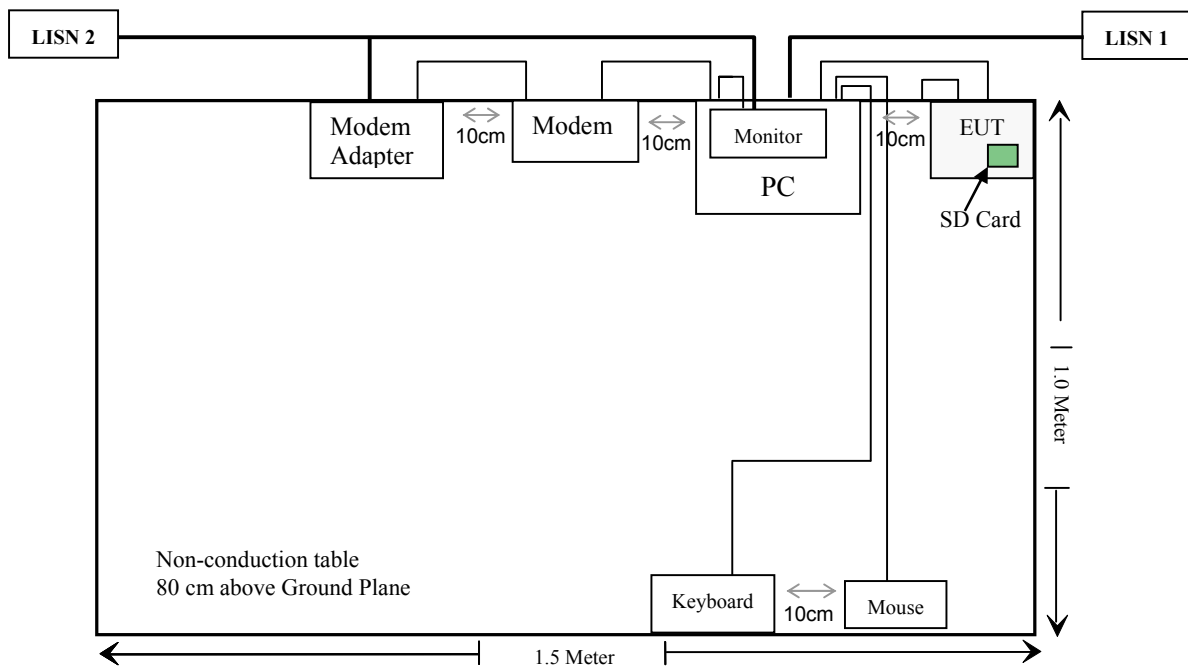 LISN 2
LISN 1
Modem
Adapter
10cm
Modem
10cm
Monitor
PC
10cm
EUT
SD Card
1.0 Meter
Non-conduction table
80 cm above Ground Plane
Keyboard
10cm
Mouse
1.5 Meter